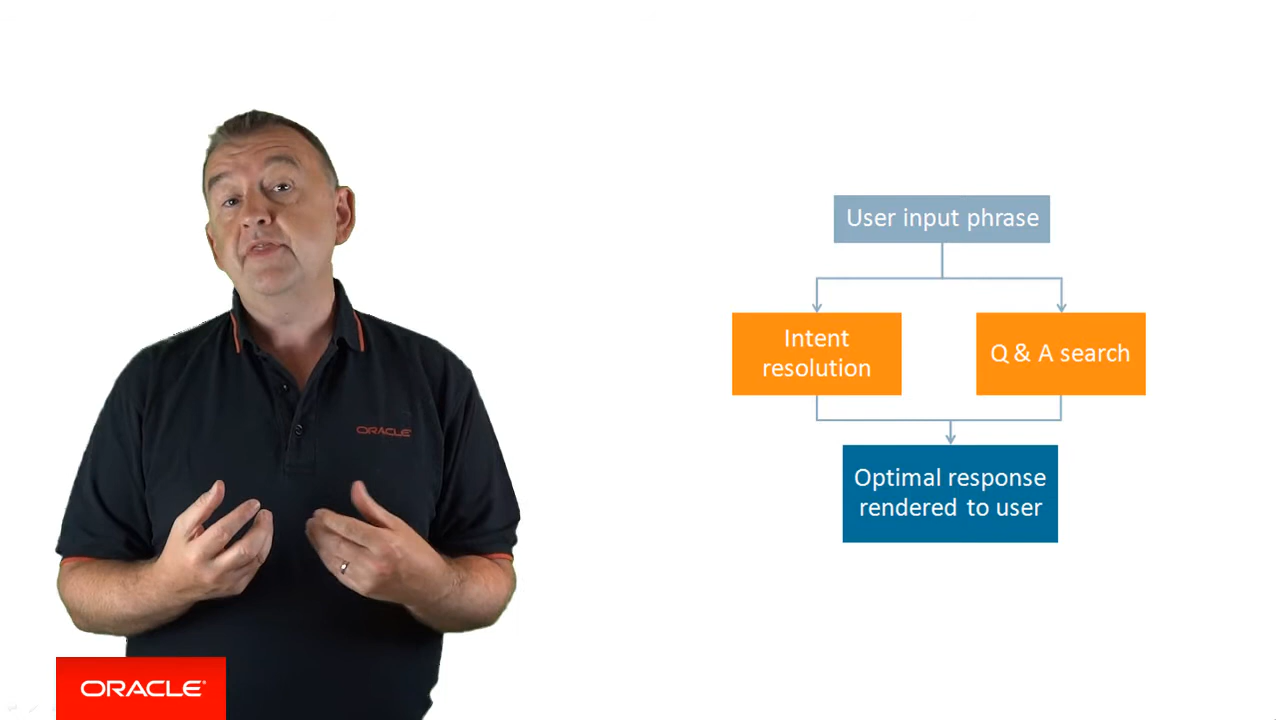 User input phrase
Intent
resolution
Q & A search
Optimal response
rendered to user
ORACLE
ORACLE